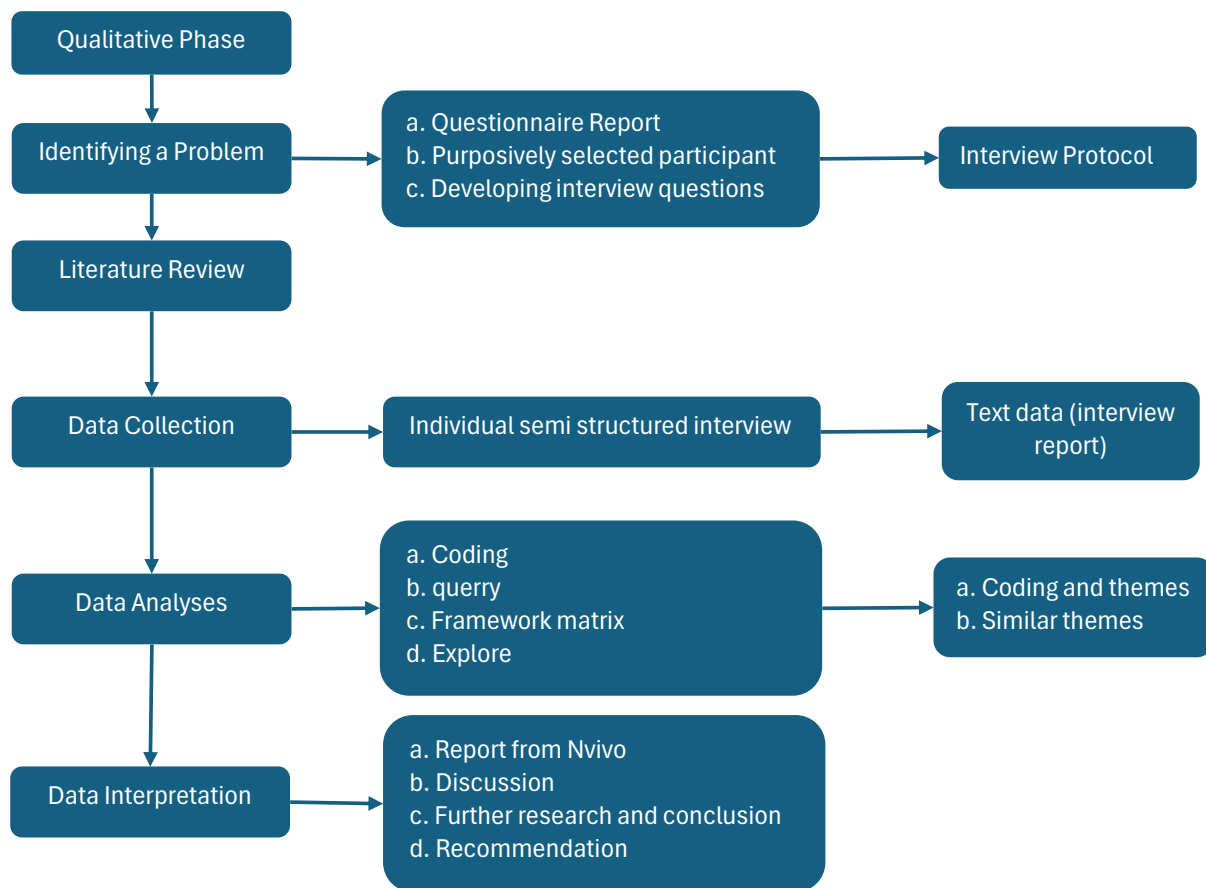 Qualitative Phase
Identifying a Problem
a. Questionnaire Report
b. Purposively selected participant
c. Developing interview questions
Interview Protocol
Literature Review
Data Collection
Individual semi structured interview
Text data (interview
report)
Data Analyses
a. Coding
b. querry
c. Framework matrix
d. Explore
a. Coding and themes
b. Similar themes
Data Interpretation
a. Report from Nvivo
b. Discussion
c. Further research and conclusion
d. Recommendation